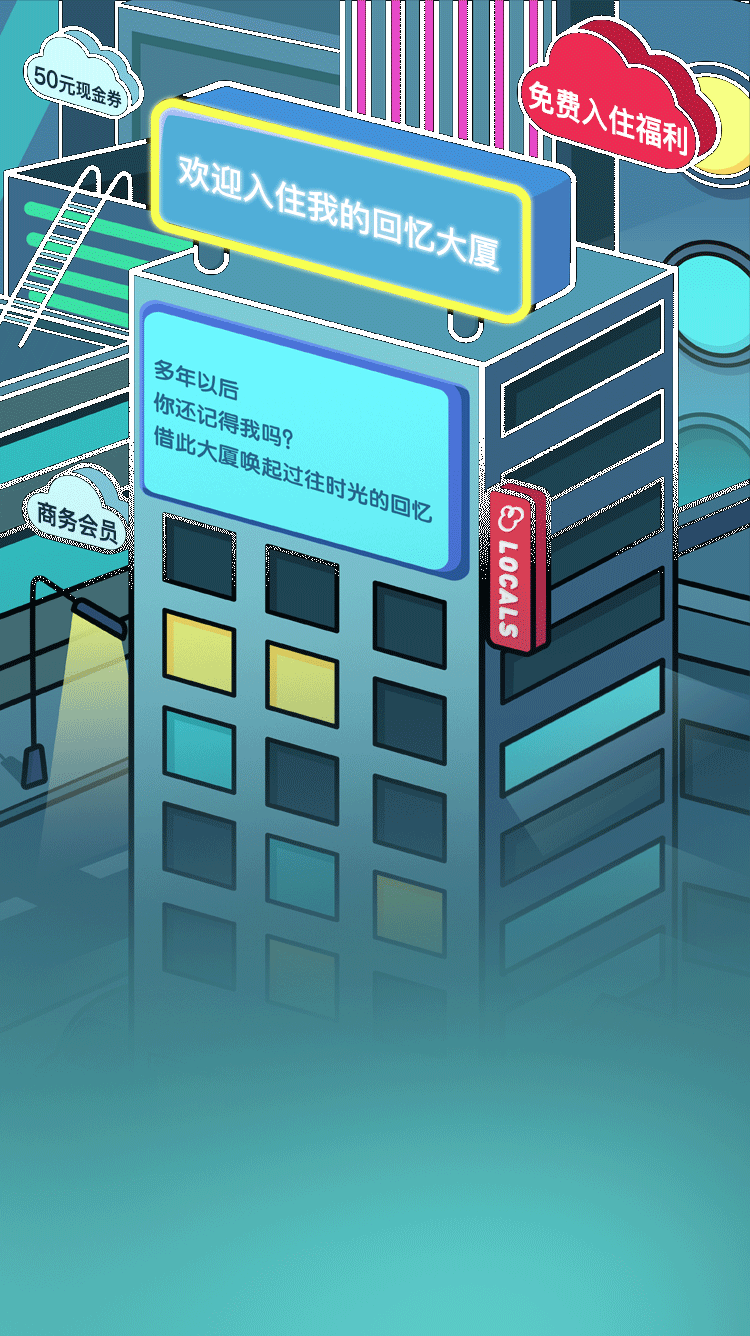 50元现金券
免费入住福利
欢迎入住我的回忆大厦
多年以后
你还记得我吗?
借此大厦唤起过往时光的回忆
商务会员
LOCALS